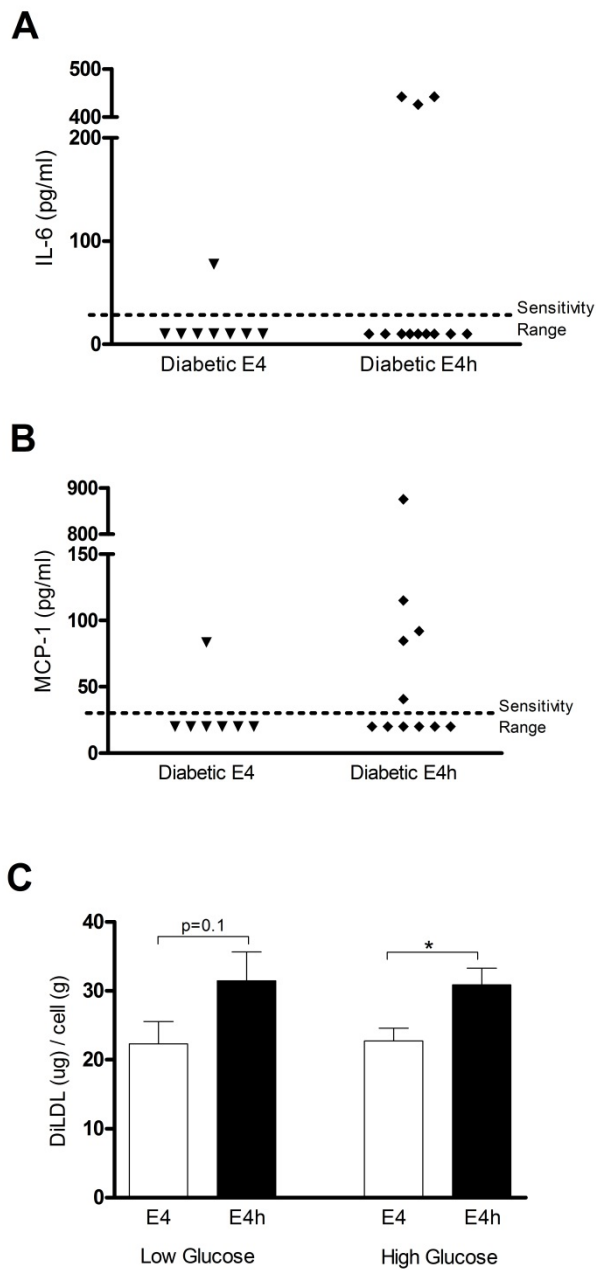 A
500
400
200
100
0
IL-6 (pg/ml)
Sensitivity
Range
Diabetic E4
Diabetic E4h
B
900
800
150
100
50
0
MCP-1 (pg/ml)
Sensitivity
Range
Diabetic E4
Diabetic E4h
C
40
30
20
10
0
DiLDL (ug) / cell (g)
p=0.1
*
E4
E4h
E4
E4h
Low Glucose
High Glucose